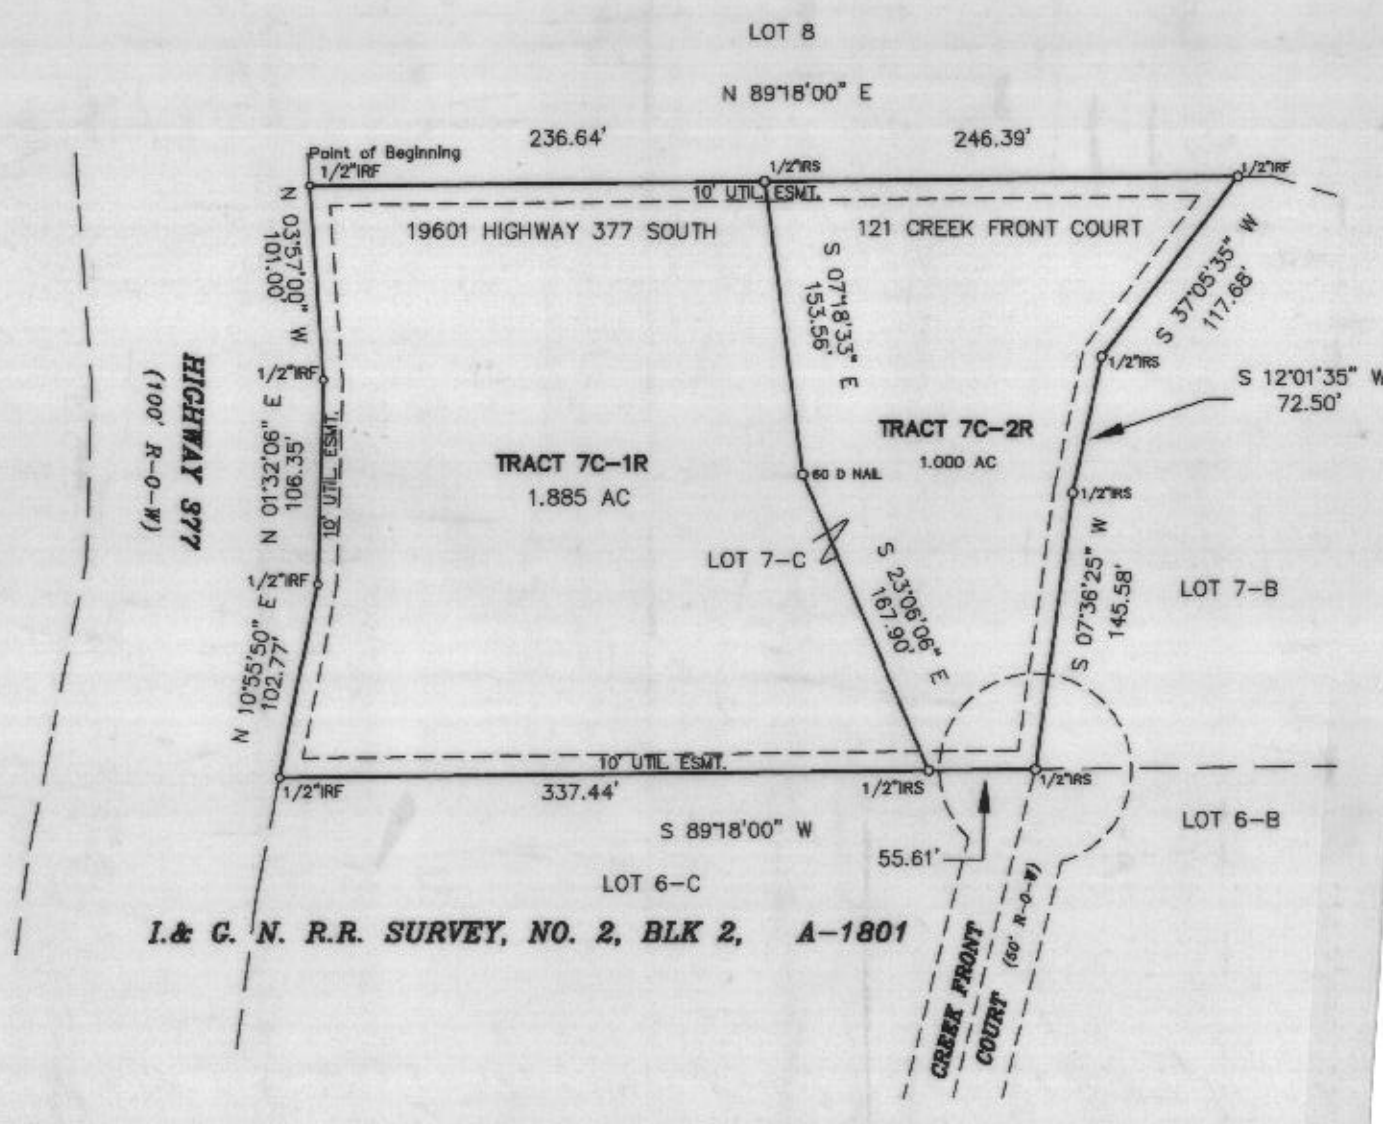 LOT 8
N 89°18'00" E
236.64'
246.39'
Point of Beginning
1/2"IRF
1/2"IRS
1/2"IRF
10' UTIL ESMT.
19601 HIGHWAY 377 SOUTH
121 CREEK FRONT COURT
N 03°57'00" W
101.00'
S 07°18'33" E
153.56'
S 37°05'35" W
117.68'
1/2"IRS
1/2"IRF
S 12°01'35" W
72.50'
HIGHWAY 377
(100' R-O-W)
N 01°32'06" E
106.35'
10' UTIL ESMT.
TRACT 7C-1R
1.885 AC
TRACT 7C-2R
1.000 AC
60 D NAIL
1/2"IRS
LOT 7-C
S 23°06'06" E
167.90'
S 07°36'25" W
145.58'
LOT 7-B
1/2"IRF
N 10°55'50" E
102.77'
10' UTIL ESMT.
1/2"IRF
337.44'
1/2"IRS
1/2"IRS
S 89°18'00" W
55.61'
LOT 6-B
LOT 6-C
I.& G. N. R.R. SURVEY, NO. 2, BLK 2, A-1801
CREEK FRONT
COURT (50' R-O-W)